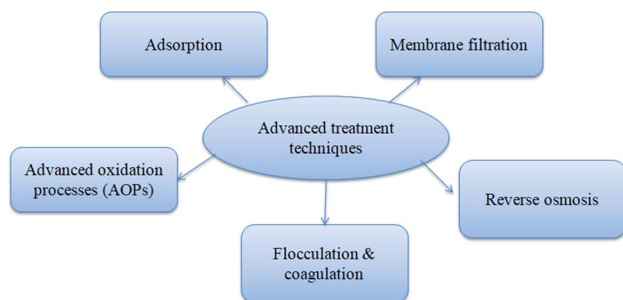 Adsorption
Membrane filtration
Advanced treatment
techniques
Advanced oxidation
processes (AOPs)
Reverse osmosis
Flocculation &
coagulation